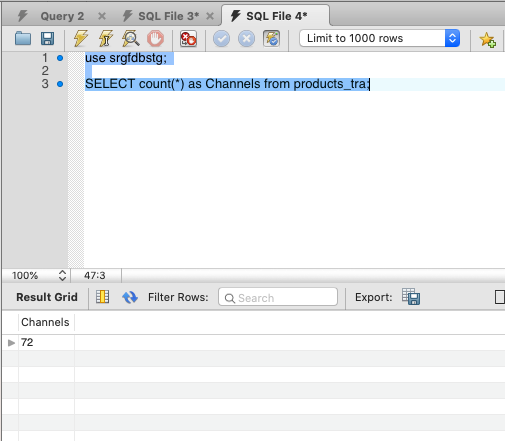 Query 2 SQL File 3* SQL File 4*
Limit to 1000 rows
1 use srgfdbstg;
2
3 SELECT count(*) as Channels from products_tra;
100% 47:3
Result Grid Filter Rows: Search Export:
Channels
72